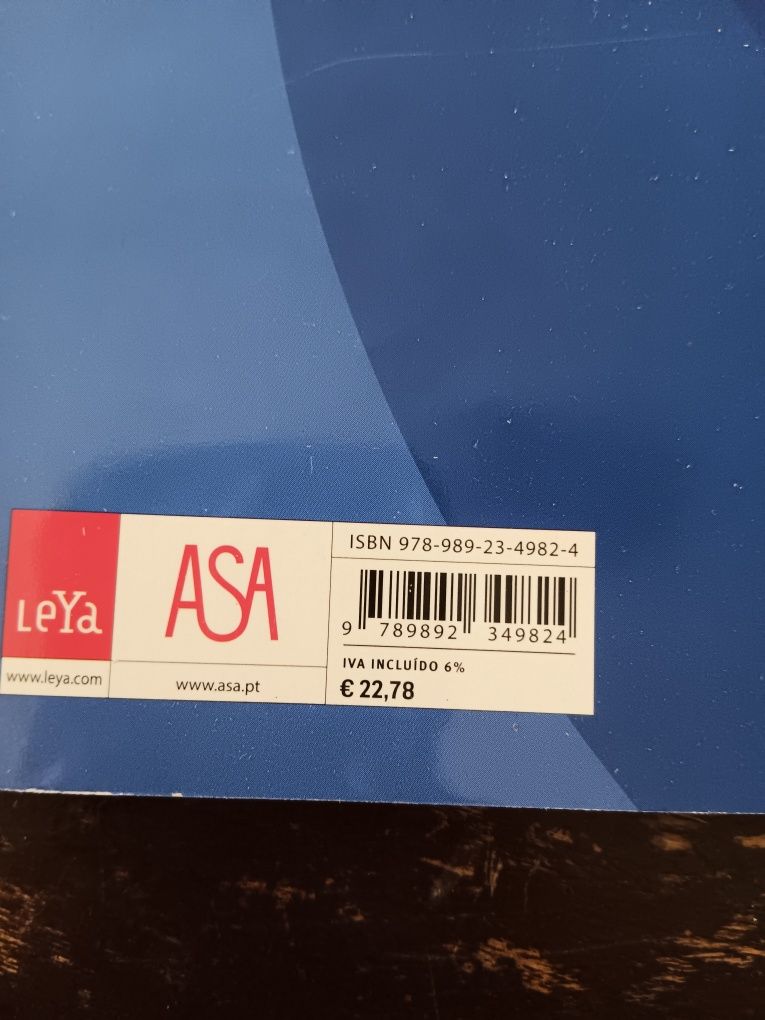 LeYa
www.leya.com
ASA
www.asa.pt
ISBN 978-989-23-4982-4
9 789892 349824
IVA INCLUÍDO 6%
€ 22,78